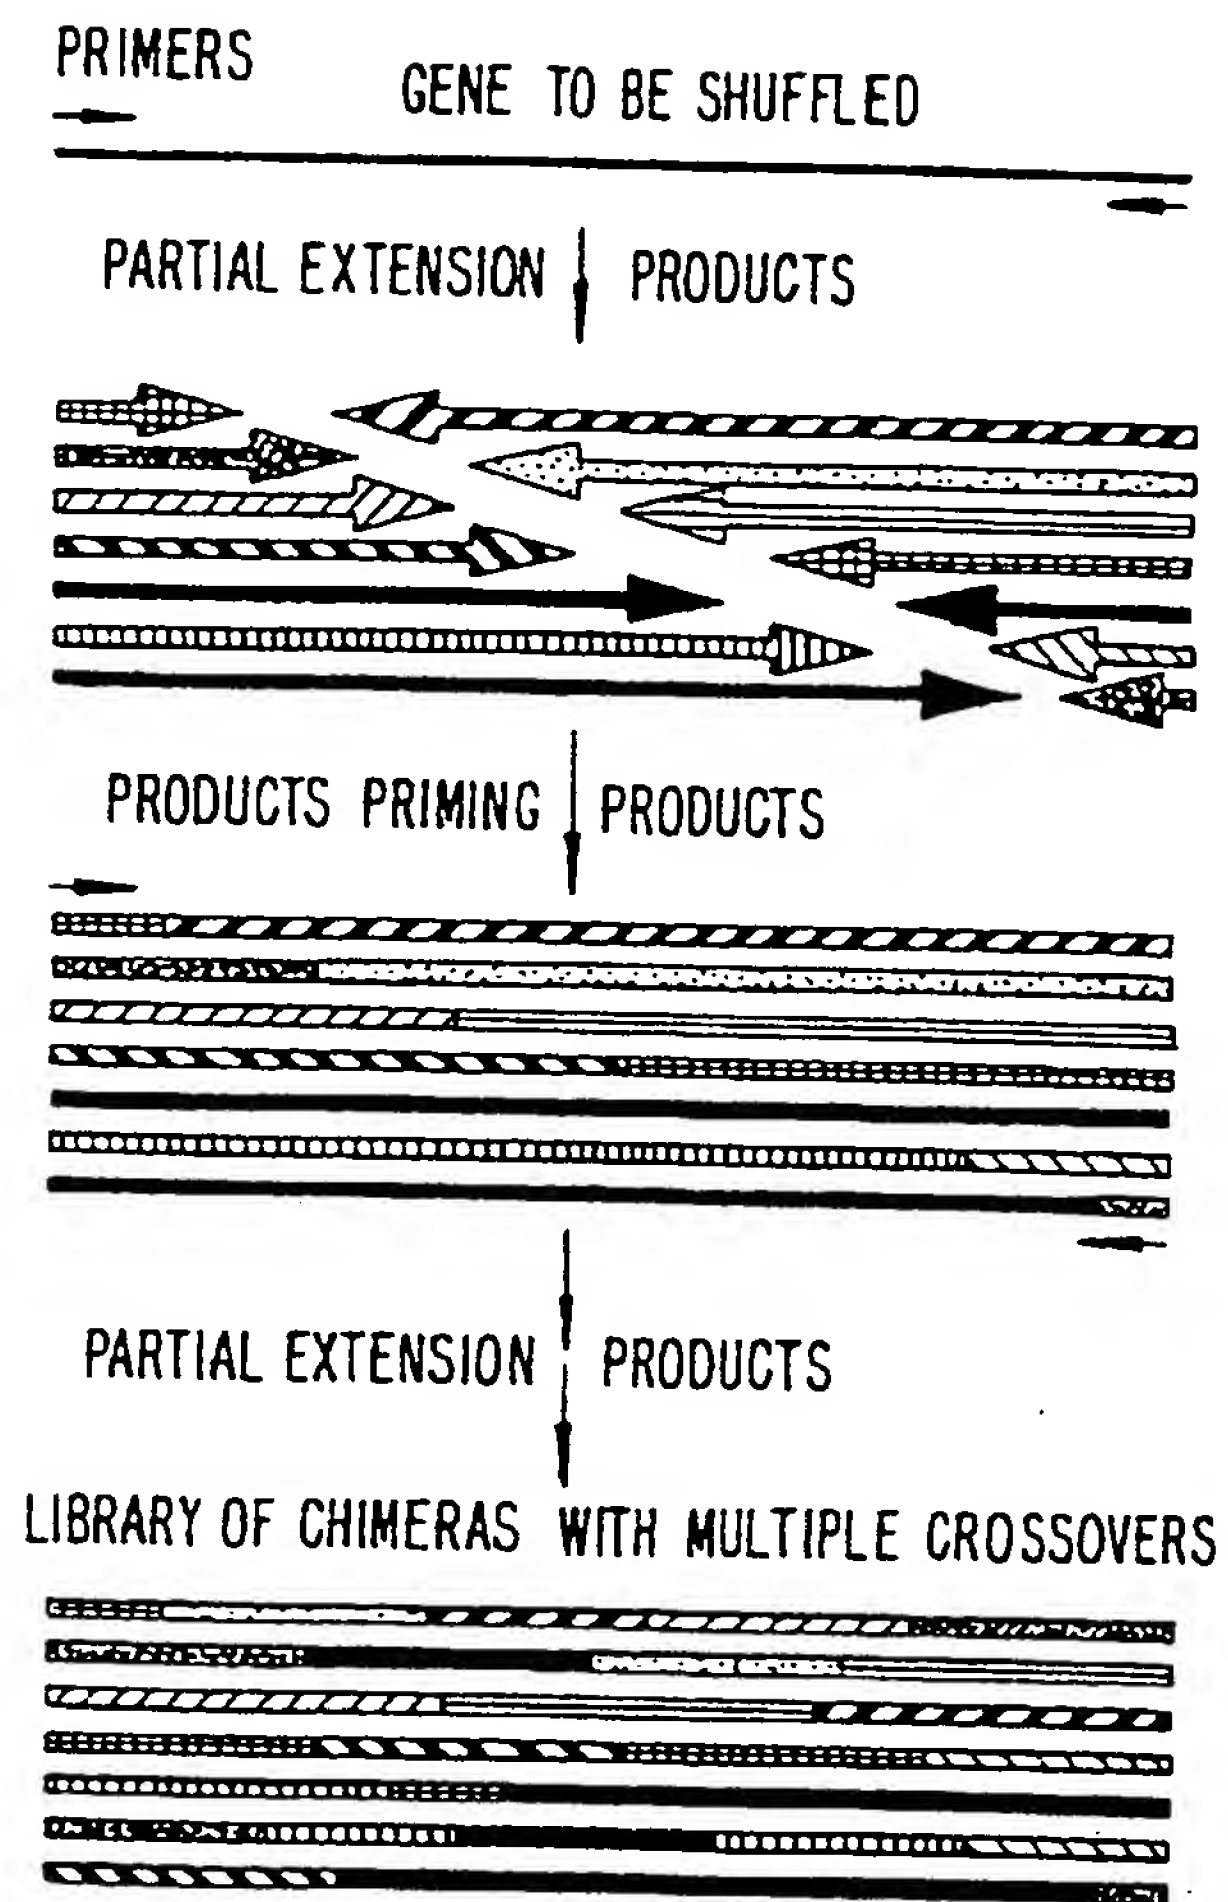 PRIMERS
GENE TO BE SHUFFLED
PARTIAL EXTENSION PRODUCTS
PRODUCTS PRIMING PRODUCTS
PARTIAL EXTENSION PRODUCTS
LIBRARY OF CHIMERAS WITH MULTIPLE CROSSOVERS